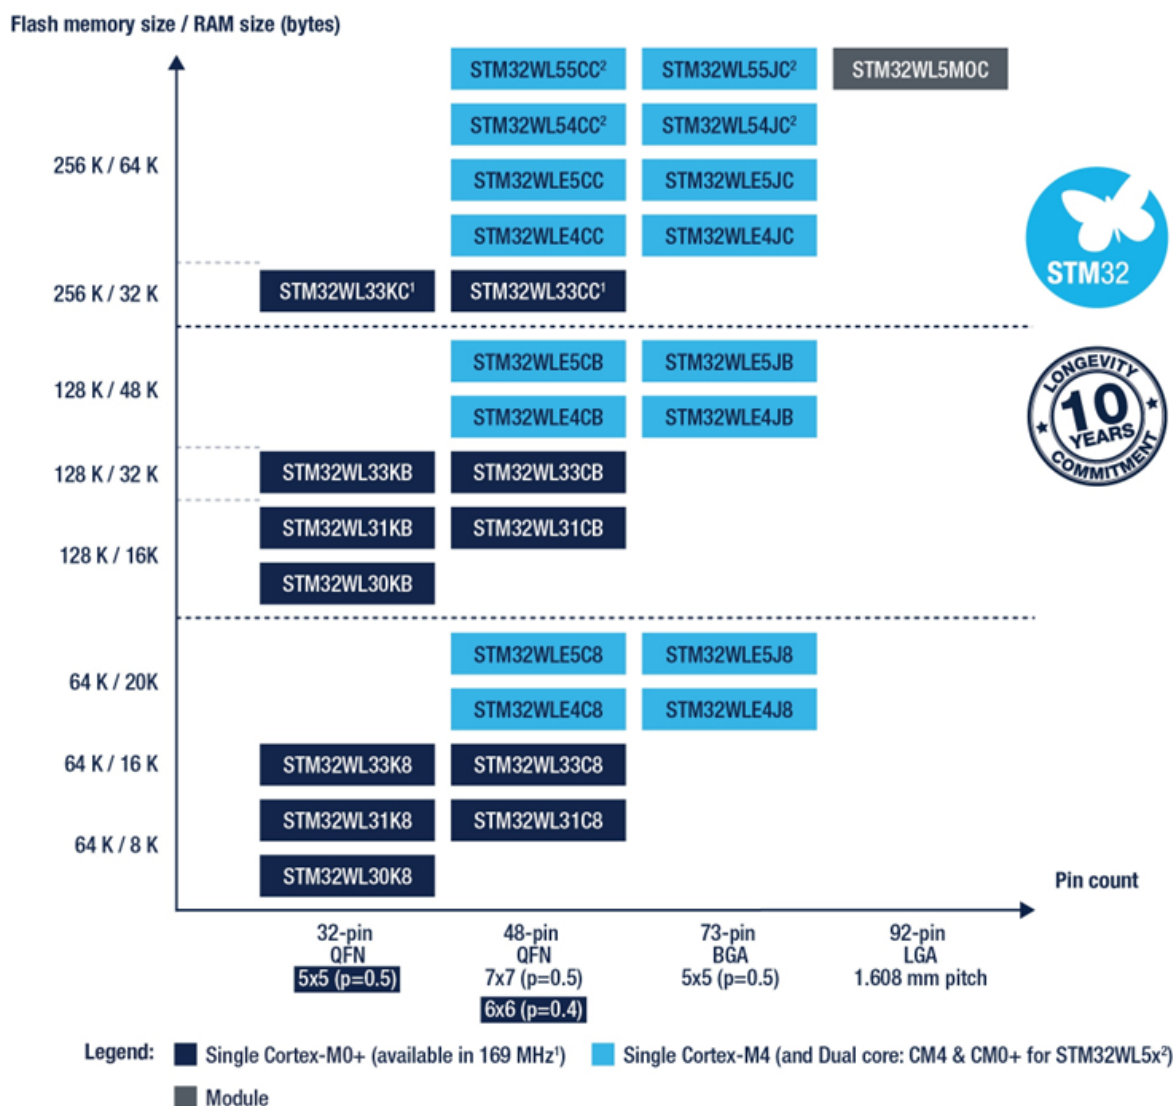 Flash memory size / RAM size (bytes)
STM32WL55CC² STM32WL55JC² STM32WL5MOC
STM32WL54CC² STM32WL54JC²
256 K / 64 K
STM32WLE5CC STM32WLE5JC
STM32WLE4CC STM32WLE4JC
256 K / 32 K STM32WL33KC¹ STM32WL33CC¹
STM32
STM32WLE5CB STM32WLE5JB
128 K / 48 K
STM32WLE4CB STM32WLE4JB
LONGEVITY
10
YEARS
COMMITMENT
128 K / 32 K STM32WL33KB STM32WL33CB
STM32WL31KB STM32WL31CB
128 K / 16K
STM32WL30KB
STM32WLE5C8 STM32WLE5J8
64 K / 20K
STM32WLE4C8 STM32WLE4J8
64 K / 16 K STM32WL33K8 STM32WL33C8
STM32WL31K8 STM32WL31C8
64 K / 8 K
STM32WL30K8
Pin count
32-pin 48-pin 73-pin 92-pin
QFN QFN BGA LGA
5x5 (p=0.5) 7x7 (p=0.5) 5x5 (p=0.5) 1.608 mm pitch
6x6 (p=0.4)
Legend: Single Cortex-M0+ (available in 169 MHz¹) Single Cortex-M4 (and Dual core: CM4 & CM0+ for STM32WL5x²)
Module